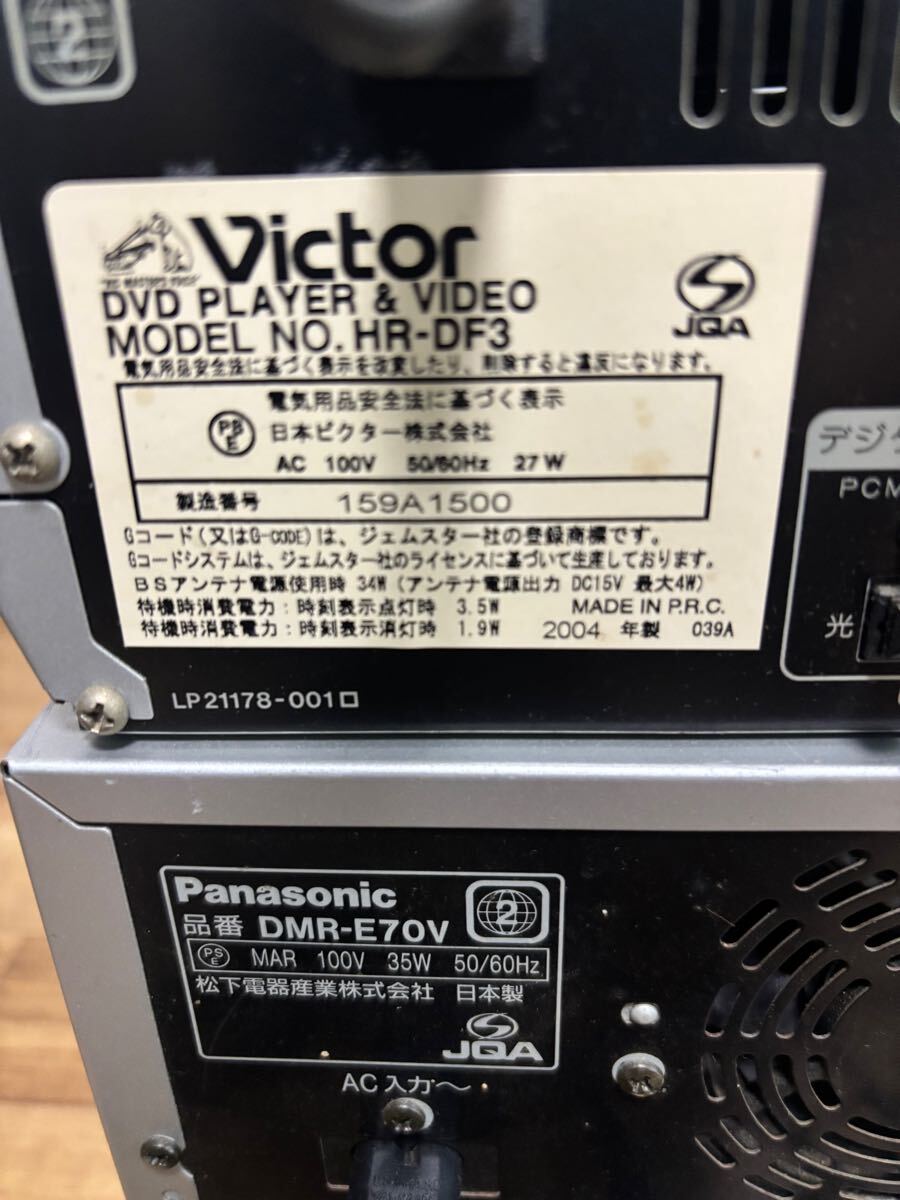 2
Victor
DVD PLAYER & VIDEO
MODEL NO. HR-DF3
JQA
電気用品安全法に基づく表示を改変したり、削除すると違反になります。
電気用品安全法に基づく表示
PSE 日本ビクター株式会社
AC 100V 50/60Hz 27W
製造番号 159A1500
Gコード(又はG-CODE)は、ジェムスター社の登録商標です。
Gコードシステムは、ジェムスター社のライセンスに基づいて生産しております。
BSアンテナ電源使用時 34W (アンテナ電源出力 DC15V 最大4W)
待機時消費電力:時刻表示点灯時 3.5W MADE IN P.R.C.
待機時消費電力:時刻表示消灯時 1.9W 2004 年製 039A
デジタ
PCM
光
LP21178-001
Panasonic
品番 DMR-E70V
2
PSE MAR 100V 35W 50/60Hz
松下電器産業株式会社 日本製
JQA
AC入力~